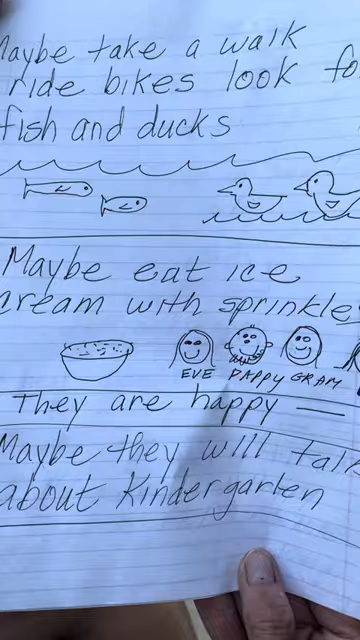 Maybe take a walk
ride bikes look fo
fish and ducks
Maybe eat ice
cream with sprinkles
EVE PAPPY GRAM
They are happy —
Maybe they will talk
about Kindergarten